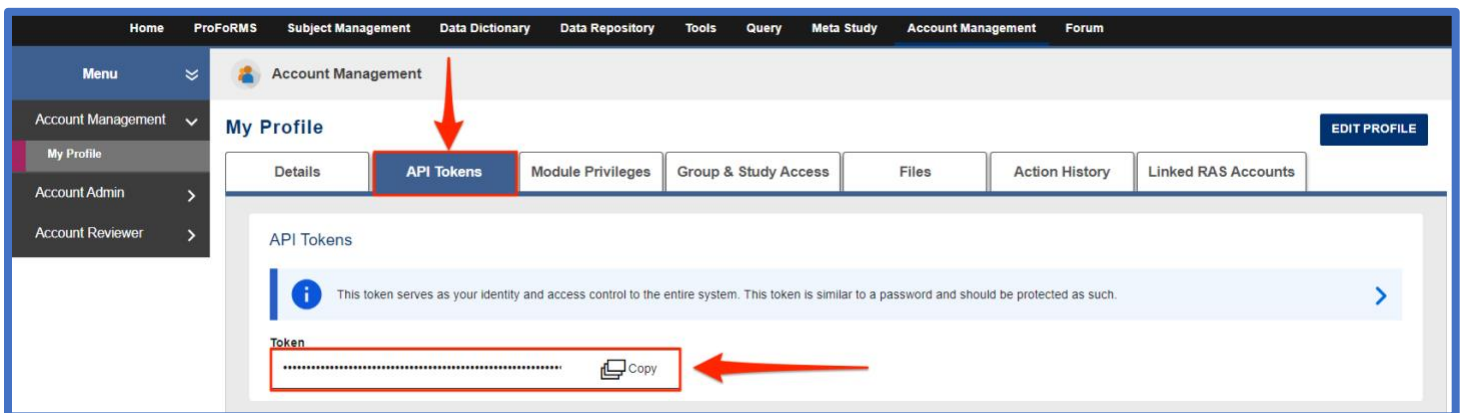 Home ProFoRMS Subject Management Data Dictionary Data Repository Tools Query Meta Study Account Management Forum
Menu
Account Management
Account Management
My Profile
Account Admin
Account Reviewer
My Profile
EDIT PROFILE
Details API Tokens Module Privileges Group & Study Access Files Action History Linked RAS Accounts
API Tokens
This token serves as your identity and access control to the entire system. This token is similar to a password and should be protected as such.
Token
Copy